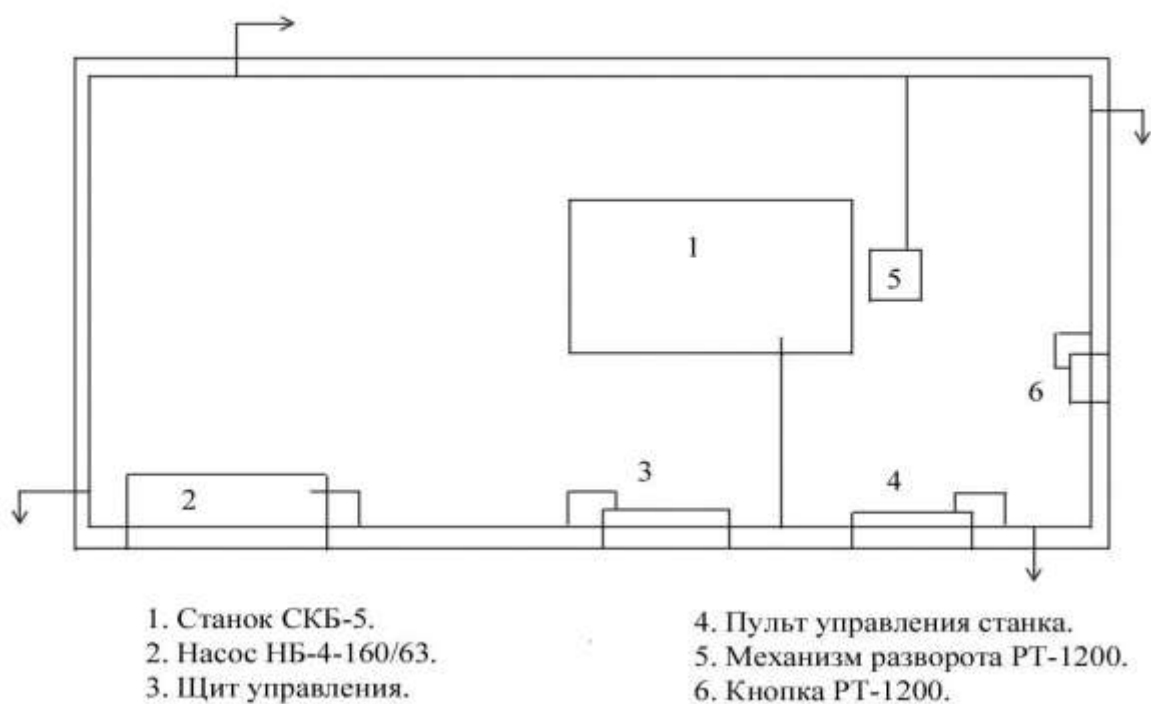 1
5
6
3
4
2
1. Станок СКБ-5.
2. Насос НБ-4-160/63.
3. Щит управления.
4. Пульт управления станка.
5. Механизм разворота РТ-1200.
6. Кнопка РТ-1200.